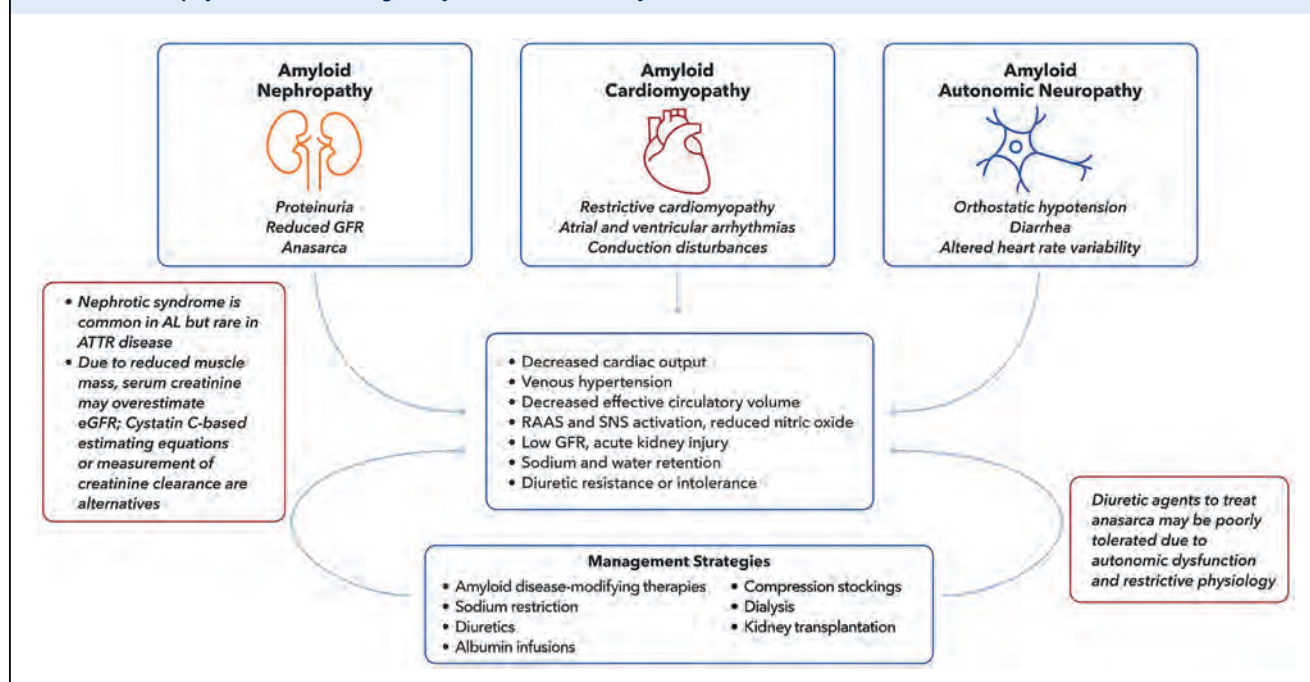 Amyloid
Nephropathy
Proteinuria
Reduced GFR
Anasarca
Amyloid
Cardiomyopathy
Restrictive cardiomyopathy
Atrial and ventricular arrhythmias
Conduction disturbances
Amyloid
Autonomic Neuropathy
Orthostatic hypotension
Diarrhea
Altered heart rate variability
• Nephrotic syndrome is
common in AL but rare in
ATTR disease
• Due to reduced muscle
mass, serum creatinine
may overestimate
eGFR; Cystatin C-based
estimating equations
or measurement of
creatinine clearance are
alternatives
• Decreased cardiac output
• Venous hypertension
• Decreased effective circulatory volume
• RAAS and SNS activation, reduced nitric oxide
• Low GFR, acute kidney injury
• Sodium and water retention
• Diuretic resistance or intolerance
Diuretic agents to treat
anasarca may be poorly
tolerated due to
autonomic dysfunction
and restrictive physiology
Management Strategies
• Amyloid disease-modifying therapies
• Sodium restriction
• Diuretics
• Albumin infusions
• Compression stockings
• Dialysis
• Kidney transplantation